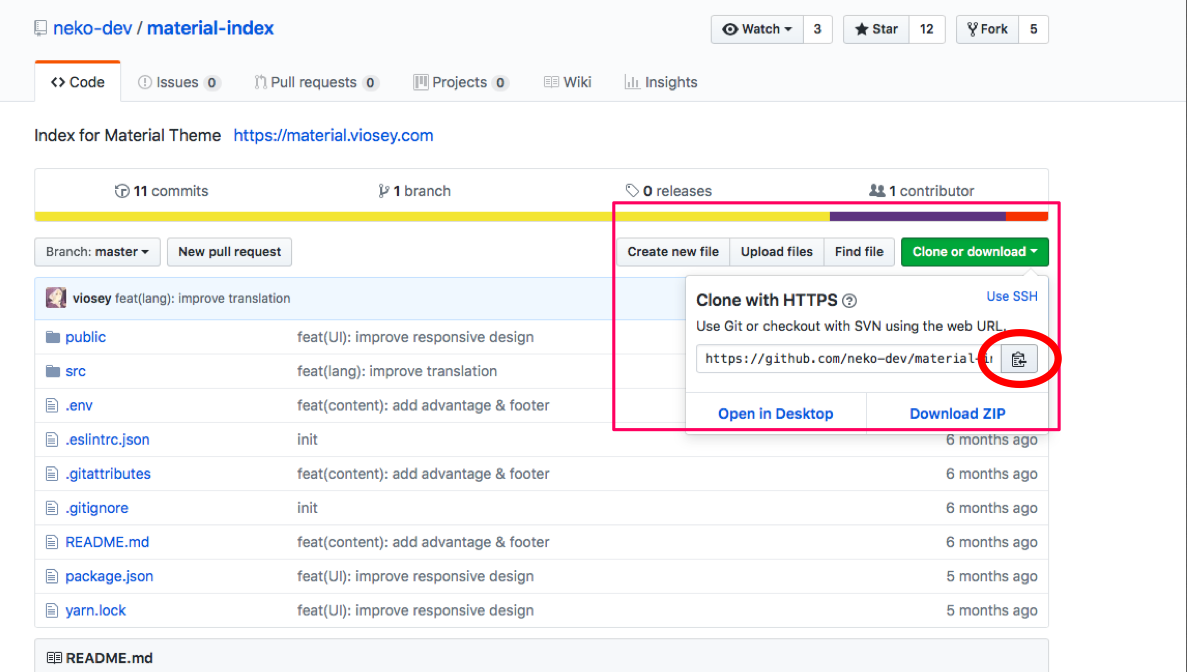 neko-dev / material-index Watch 3 Star 12 Fork 5
Code Issues 0 Pull requests 0 Projects 0 Wiki Insights
Index for Material Theme https://material.viosey.com
11 commits 1 branch 0 releases 1 contributor
Branch: master New pull request Create new file Upload files Find file Clone or download
viosey feat(lang): improve translation
Clone with HTTPS Use SSH
Use Git or checkout with SVN using the web URL.
https://github.com/neko-dev/material-i
Open in Desktop Download ZIP
public feat(UI): improve responsive design
src feat(lang): improve translation
.env feat(content): add advantage & footer
.eslintrc.json init 6 months ago
.gitattributes feat(content): add advantage & footer 6 months ago
.gitignore init 6 months ago
README.md feat(content): add advantage & footer 6 months ago
package.json feat(UI): improve responsive design 5 months ago
yarn.lock feat(UI): improve responsive design 5 months ago
README.md